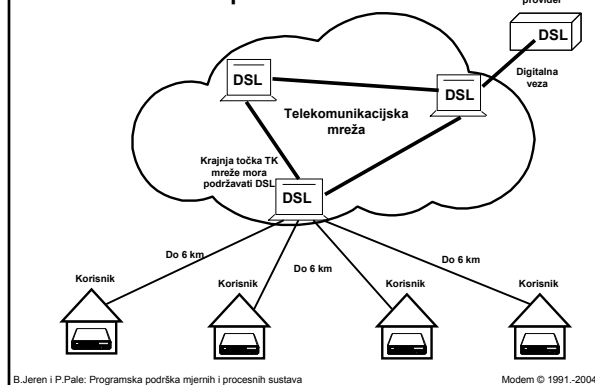 provider
DSL
Digitalna
veza
DSL
DSL
Telekomunikacijska
mreža
Krajnja točka TK
mreže mora
podržavati DSL
DSL
Do 6 km
Do 6 km
Do 6 km
Korisnik
Korisnik
Korisnik
Korisnik
B.Jeren i P.Pale: Programska podrška mjernih i procesnih sustava
Modem © 1991.-2004